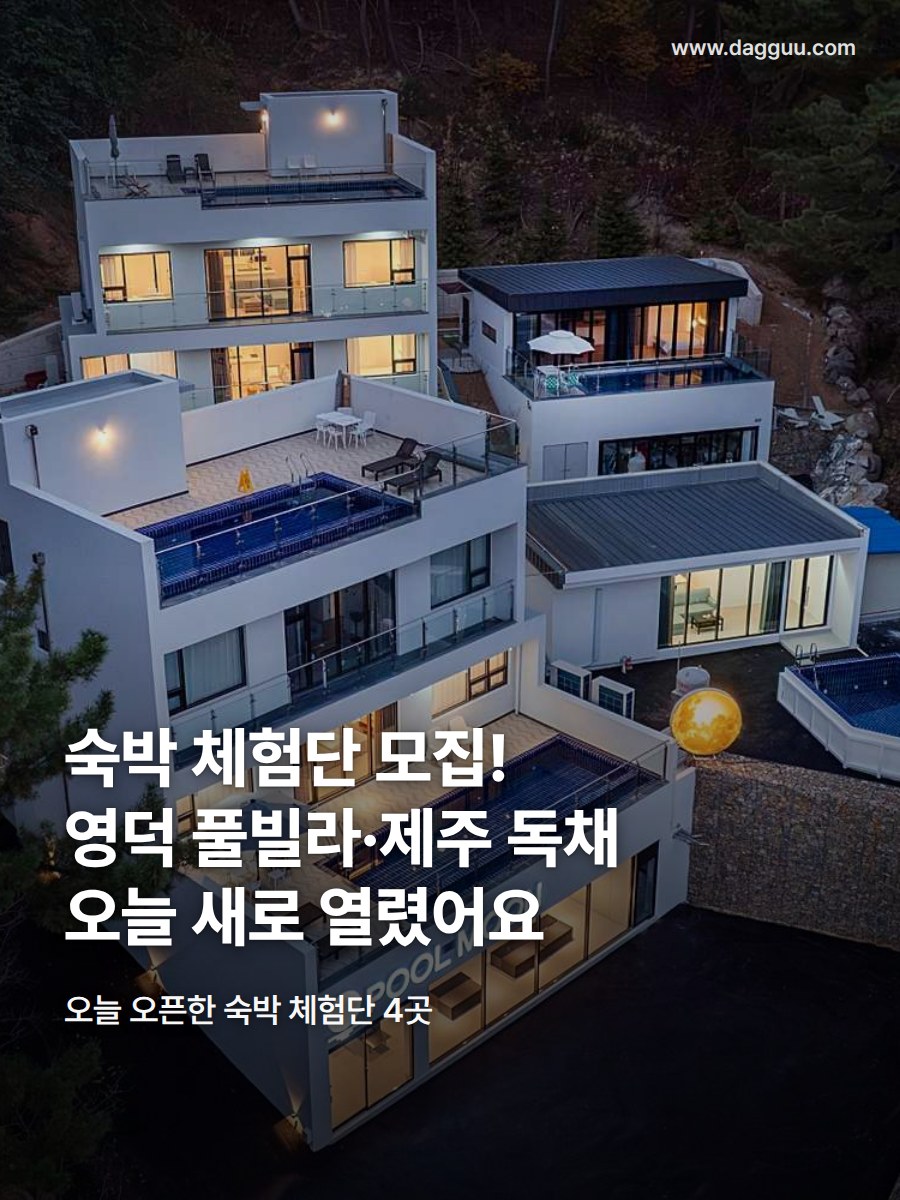 www.dagguu.com
숙박 체험단 모집!
영덕 풀빌라·제주 독채
오늘 새로 열렸어요
오늘 오픈한 숙박 체험단 4곳
POOL M